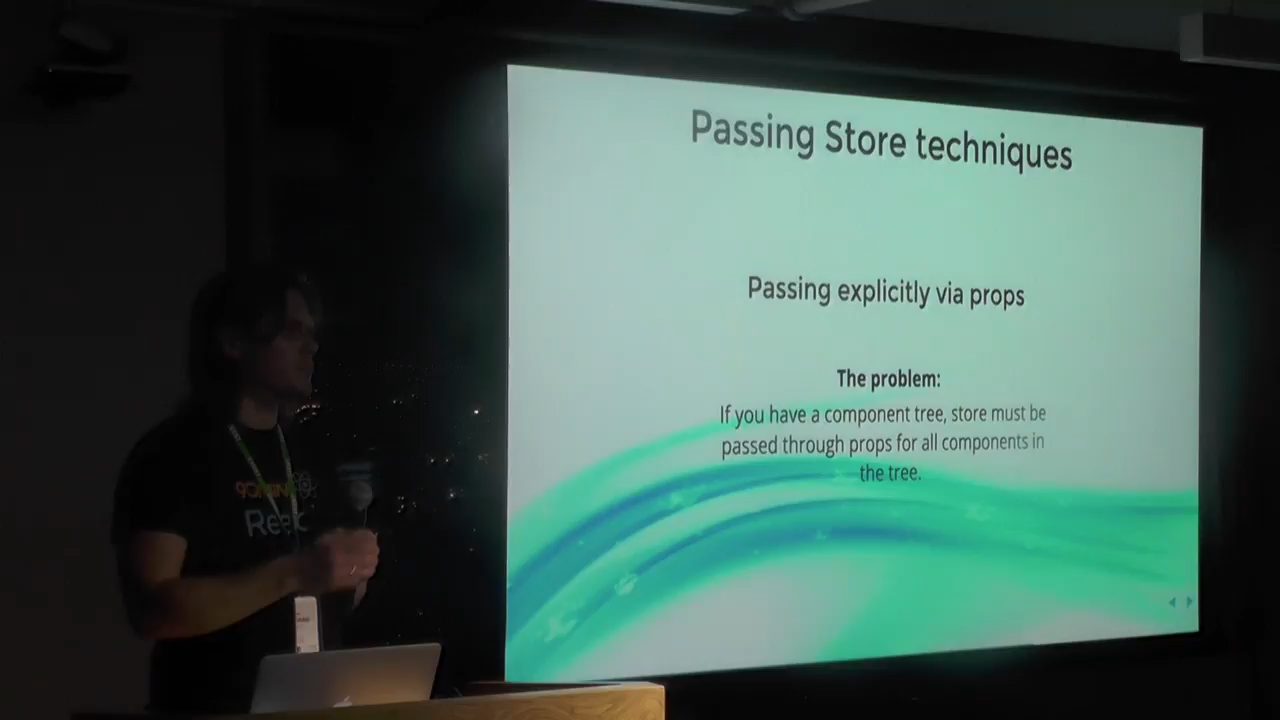 Passing Store techniques
Passing explicitly via props
The problem:
If you have a component tree, store must be
passed through props for all components in
the tree.